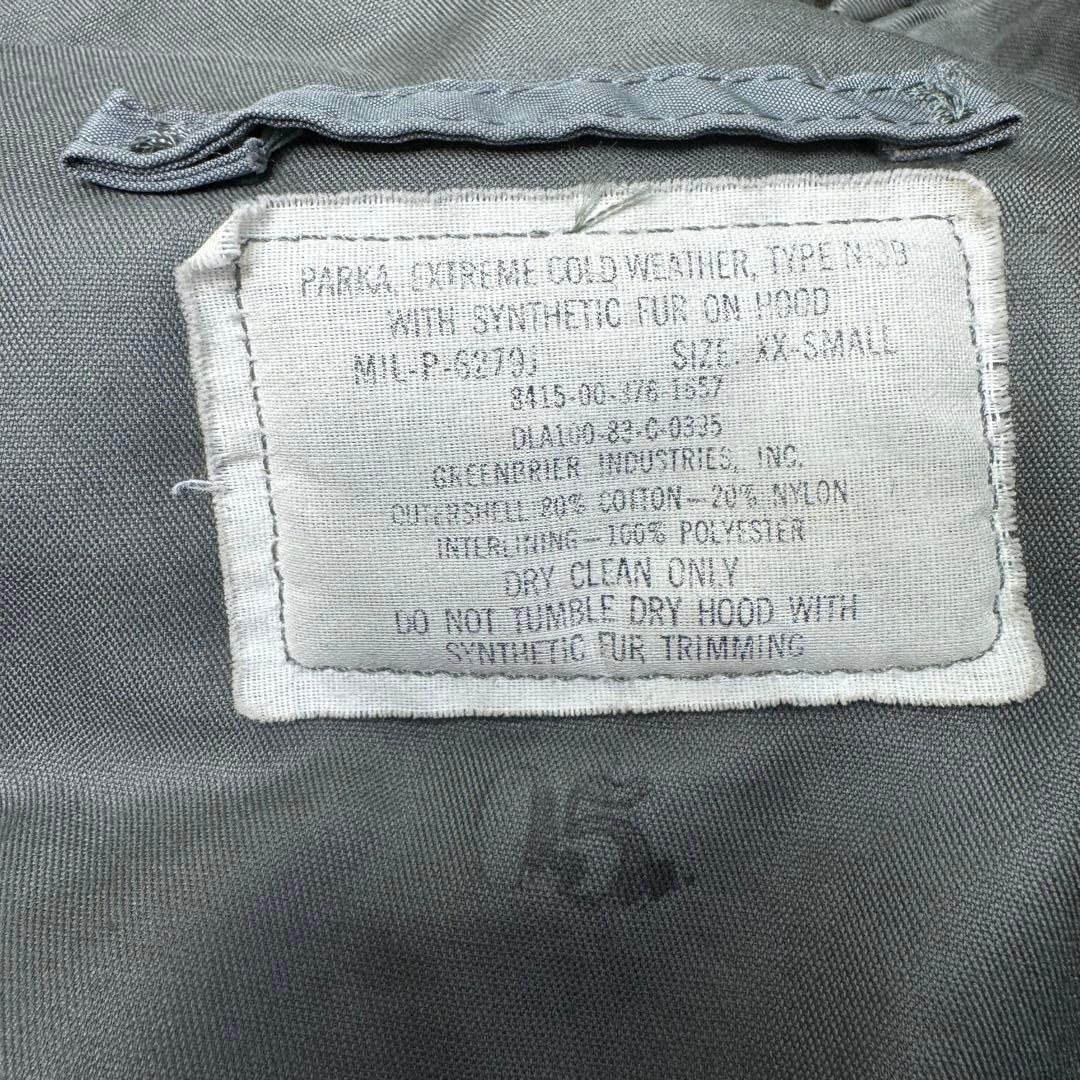 PARKA, EXTREME COLD WEATHER, TYPE N-3B
WITH SYNTHETIC FUR ON HOOD
MIL-P-6279J SIZE: XX-SMALL
8415-00-376-1657
DLA100-83-C-0335
GREENBRIER INDUSTRIES, INC.
OUTERSHELL 80% COTTON-20% NYLON
INTERLINING-100% POLYESTER
DRY CLEAN ONLY
DO NOT TUMBLE DRY HOOD WITH
SYNTHETIC FUR TRIMMING
15